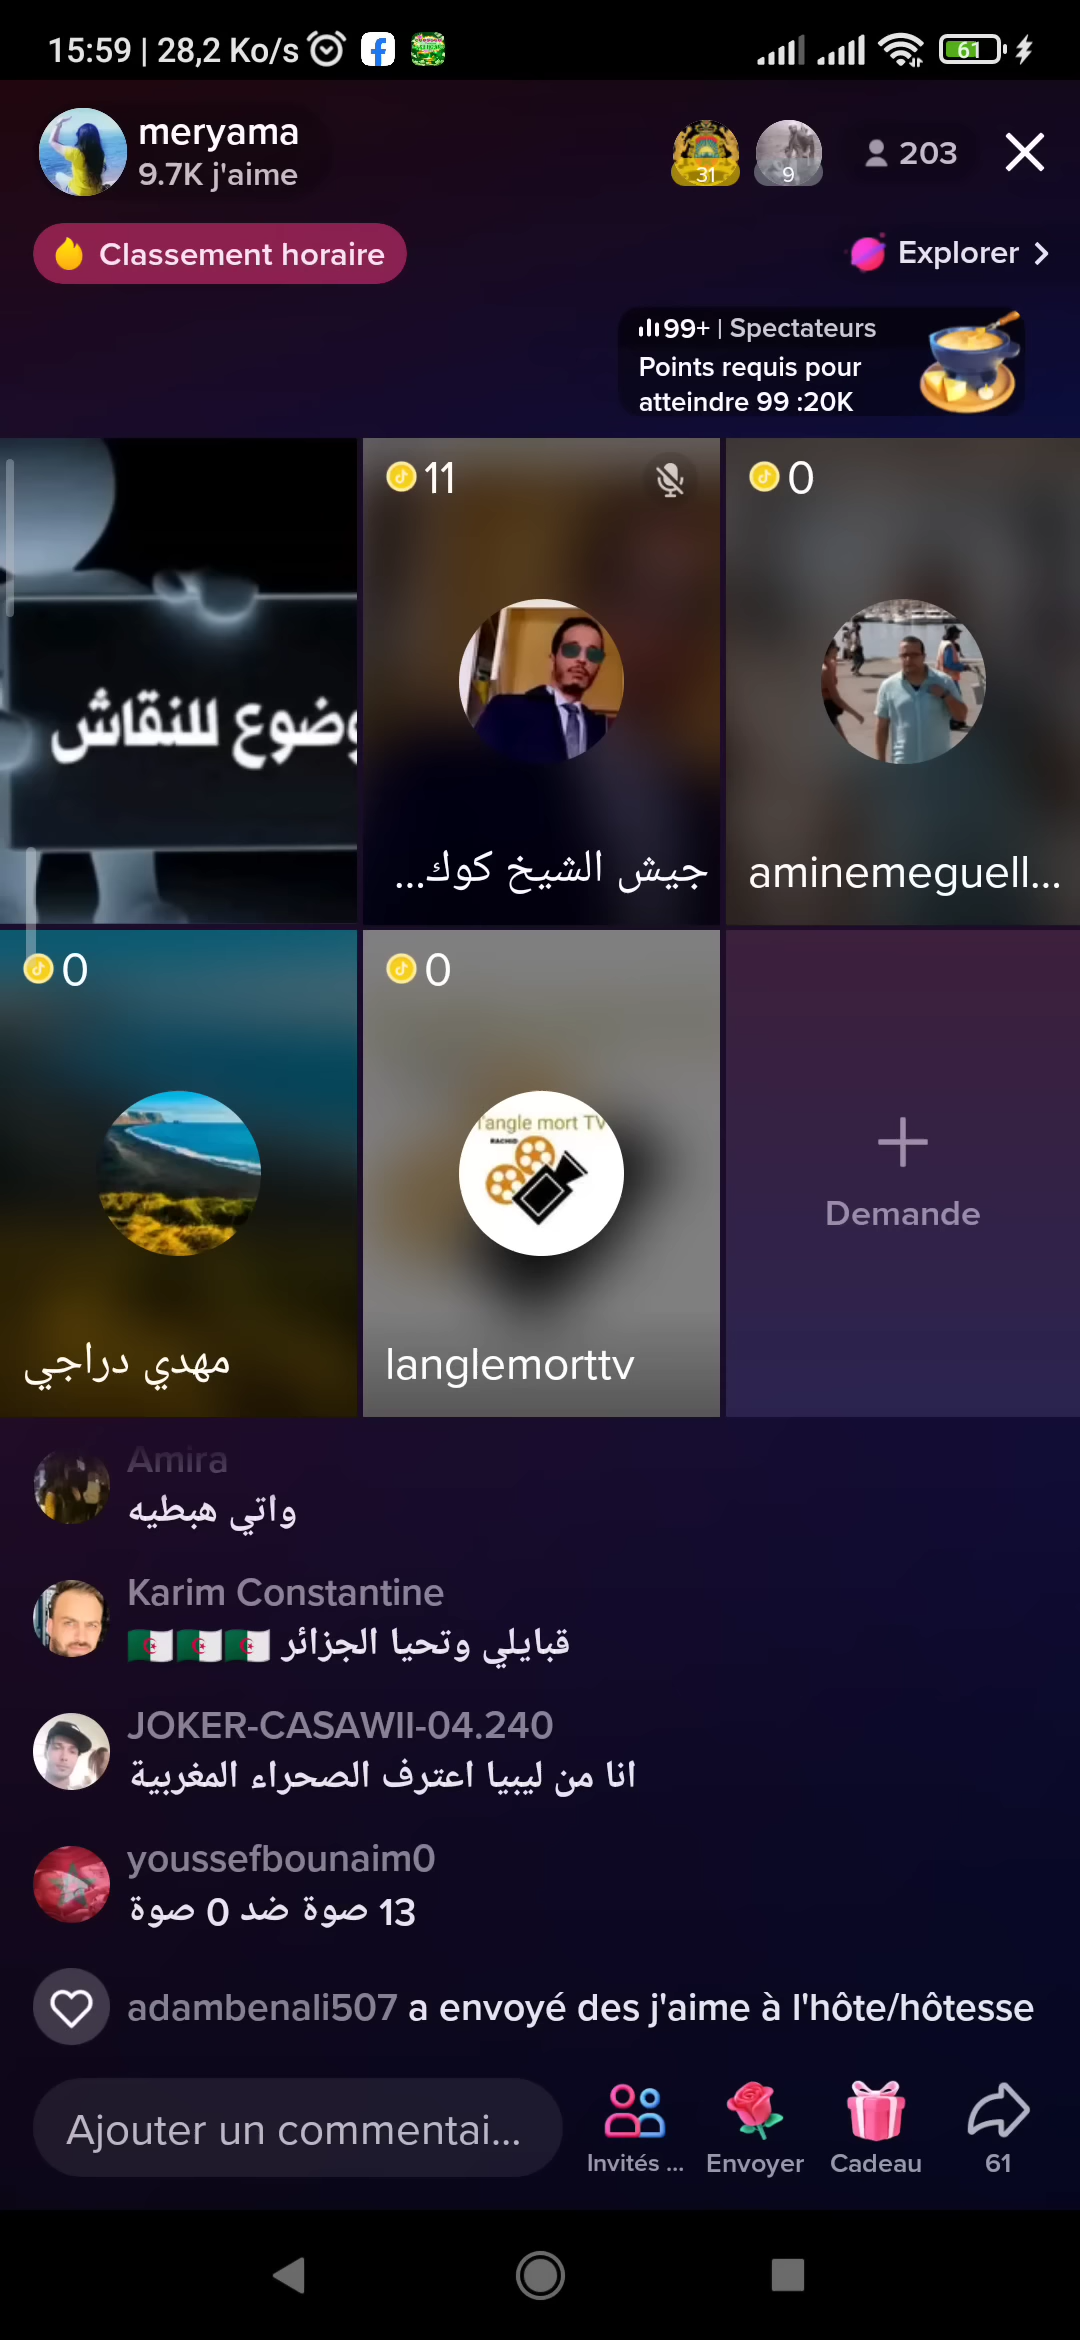 15:59 | 28,2 Ko/s
61
meryama
9.7K j'aime
31
9
203
Classement horaire
Explorer
99+ | Spectateurs
Points requis pour
atteindre 99 :20K
11
0
وضوع للنقاش
جيش الشيخ كوك...
aminemeguell...
0
0
l'angle mort TV
RACHID
مهدي دراجي
langlemorttv
Demande
Amira
واتي هبطيه
Karim Constantine
قبايلي وتحيا الجزائر 🇩🇿🇩🇿🇩🇿
JOKER-CASAWII-04.240
انا من ليبيا اعترف الصحراء المغربية
youssefbounaim0
13 صوة ضد 0 صوة
adambenali507 a envoyé des j'aime à l'hôte/hôtesse
Ajouter un commentai...
Invités ...
Envoyer
Cadeau
61